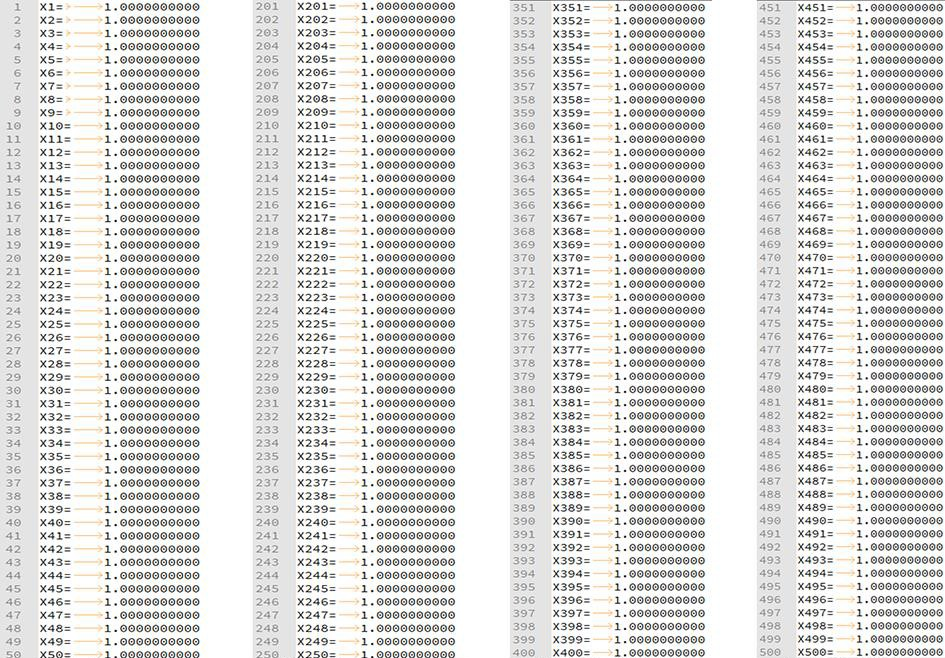 1 X1= 1.0000000000
2 X2= 1.0000000000
3 X3= 1.0000000000
4 X4= 1.0000000000
5 X5= 1.0000000000
6 X6= 1.0000000000
7 X7= 1.0000000000
8 X8= 1.0000000000
9 X9= 1.0000000000
10 X10= 1.0000000000
11 X11= 1.0000000000
12 X12= 1.0000000000
13 X13= 1.0000000000
14 X14= 1.0000000000
15 X15= 1.0000000000
16 X16= 1.0000000000
17 X17= 1.0000000000
18 X18= 1.0000000000
19 X19= 1.0000000000
20 X20= 1.0000000000
21 X21= 1.0000000000
22 X22= 1.0000000000
23 X23= 1.0000000000
24 X24= 1.0000000000
25 X25= 1.0000000000
26 X26= 1.0000000000
27 X27= 1.0000000000
28 X28= 1.0000000000
29 X29= 1.0000000000
30 X30= 1.0000000000
31 X31= 1.0000000000
32 X32= 1.0000000000
33 X33= 1.0000000000
34 X34= 1.0000000000
35 X35= 1.0000000000
36 X36= 1.0000000000
37 X37= 1.0000000000
38 X38= 1.0000000000
39 X39= 1.0000000000
40 X40= 1.0000000000
41 X41= 1.0000000000
42 X42= 1.0000000000
43 X43= 1.0000000000
44 X44= 1.0000000000
45 X45= 1.0000000000
46 X46= 1.0000000000
47 X47= 1.0000000000
48 X48= 1.0000000000
49 X49= 1.0000000000
50 X50= 1.0000000000
201 X201= 1.0000000000
202 X202= 1.0000000000
203 X203= 1.0000000000
204 X204= 1.0000000000
205 X205= 1.0000000000
206 X206= 1.0000000000
207 X207= 1.0000000000
208 X208= 1.0000000000
209 X209= 1.0000000000
210 X210= 1.0000000000
211 X211= 1.0000000000
212 X212= 1.0000000000
213 X213= 1.0000000000
214 X214= 1.0000000000
215 X215= 1.0000000000
216 X216= 1.0000000000
217 X217= 1.0000000000
218 X218= 1.0000000000
219 X219= 1.0000000000
220 X220= 1.0000000000
221 X221= 1.0000000000
222 X222= 1.0000000000
223 X223= 1.0000000000
224 X224= 1.0000000000
225 X225= 1.0000000000
226 X226= 1.0000000000
227 X227= 1.0000000000
228 X228= 1.0000000000
229 X229= 1.0000000000
230 X230= 1.0000000000
231 X231= 1.0000000000
232 X232= 1.0000000000
233 X233= 1.0000000000
234 X234= 1.0000000000
235 X235= 1.0000000000
236 X236= 1.0000000000
237 X237= 1.0000000000
238 X238= 1.0000000000
239 X239= 1.0000000000
240 X240= 1.0000000000
241 X241= 1.0000000000
242 X242= 1.0000000000
243 X243= 1.0000000000
244 X244= 1.0000000000
245 X245= 1.0000000000
246 X246= 1.0000000000
247 X247= 1.0000000000
248 X248= 1.0000000000
249 X249= 1.0000000000
250 X250= 1.0000000000
351 X351= 1.0000000000
352 X352= 1.0000000000
353 X353= 1.0000000000
354 X354= 1.0000000000
355 X355= 1.0000000000
356 X356= 1.0000000000
357 X357= 1.0000000000
358 X358= 1.0000000000
359 X359= 1.0000000000
360 X360= 1.0000000000
361 X361= 1.0000000000
362 X362= 1.0000000000
363 X363= 1.0000000000
364 X364= 1.0000000000
365 X365= 1.0000000000
366 X366= 1.0000000000
367 X367= 1.0000000000
368 X368= 1.0000000000
369 X369= 1.0000000000
370 X370= 1.0000000000
371 X371= 1.0000000000
372 X372= 1.0000000000
373 X373= 1.0000000000
374 X374= 1.0000000000
375 X375= 1.0000000000
376 X376= 1.0000000000
377 X377= 1.0000000000
378 X378= 1.0000000000
379 X379= 1.0000000000
380 X380= 1.0000000000
381 X381= 1.0000000000
382 X382= 1.0000000000
383 X383= 1.0000000000
384 X384= 1.0000000000
385 X385= 1.0000000000
386 X386= 1.0000000000
387 X387= 1.0000000000
388 X388= 1.0000000000
389 X389= 1.0000000000
390 X390= 1.0000000000
391 X391= 1.0000000000
392 X392= 1.0000000000
393 X393= 1.0000000000
394 X394= 1.0000000000
395 X395= 1.0000000000
396 X396= 1.0000000000
397 X397= 1.0000000000
398 X398= 1.0000000000
399 X399= 1.0000000000
400 X400= 1.0000000000
451 X451= 1.0000000000
452 X452= 1.0000000000
453 X453= 1.0000000000
454 X454= 1.0000000000
455 X455= 1.0000000000
456 X456= 1.0000000000
457 X457= 1.0000000000
458 X458= 1.0000000000
459 X459= 1.0000000000
460 X460= 1.0000000000
461 X461= 1.0000000000
462 X462= 1.0000000000
463 X463= 1.0000000000
464 X464= 1.0000000000
465 X465= 1.0000000000
466 X466= 1.0000000000
467 X467= 1.0000000000
468 X468= 1.0000000000
469 X469= 1.0000000000
470 X470= 1.0000000000
471 X471= 1.0000000000
472 X472= 1.0000000000
473 X473= 1.0000000000
474 X474= 1.0000000000
475 X475= 1.0000000000
476 X476= 1.0000000000
477 X477= 1.0000000000
478 X478= 1.0000000000
479 X479= 1.0000000000
480 X480= 1.0000000000
481 X481= 1.0000000000
482 X482= 1.0000000000
483 X483= 1.0000000000
484 X484= 1.0000000000
485 X485= 1.0000000000
486 X486= 1.0000000000
487 X487= 1.0000000000
488 X488= 1.0000000000
489 X489= 1.0000000000
490 X490= 1.0000000000
491 X491= 1.0000000000
492 X492= 1.0000000000
493 X493= 1.0000000000
494 X494= 1.0000000000
495 X495= 1.0000000000
496 X496= 1.0000000000
497 X497= 1.0000000000
498 X498= 1.0000000000
499 X499= 1.0000000000
500 X500= 1.0000000000